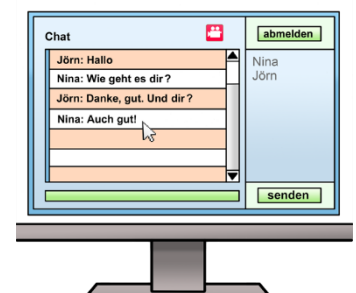 Chat
abmelden
Jörn: Hallo
Nina: Wie geht es dir?
Jörn: Danke, gut. Und dir?
Nina: Auch gut!
Nina
Jörn
senden